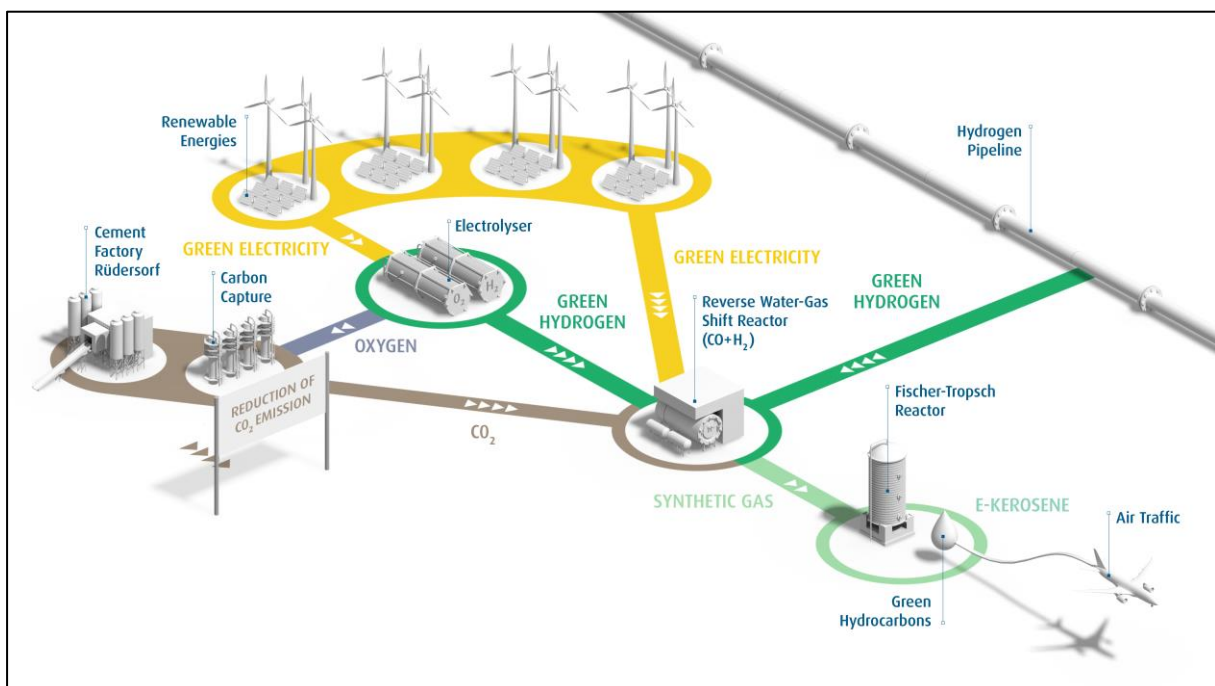 Renewable
Energies
Hydrogen
Pipeline
Cement
Factory
Rüdersorf
GREEN ELECTRICITY
Electrolyser
Carbon
Capture
O₂
H₂
GREEN ELECTRICITY
GREEN
HYDROGEN
GREEN
HYDROGEN
Reverse Water-Gas
Shift Reactor
(CO+H₂)
OXYGEN
REDUCTION OF
CO₂ EMISSION
CO₂
Fischer-Tropsch
Reactor
SYNTHETIC GAS
E-KEROSENE
Air Traffic
Green
Hydrocarbons